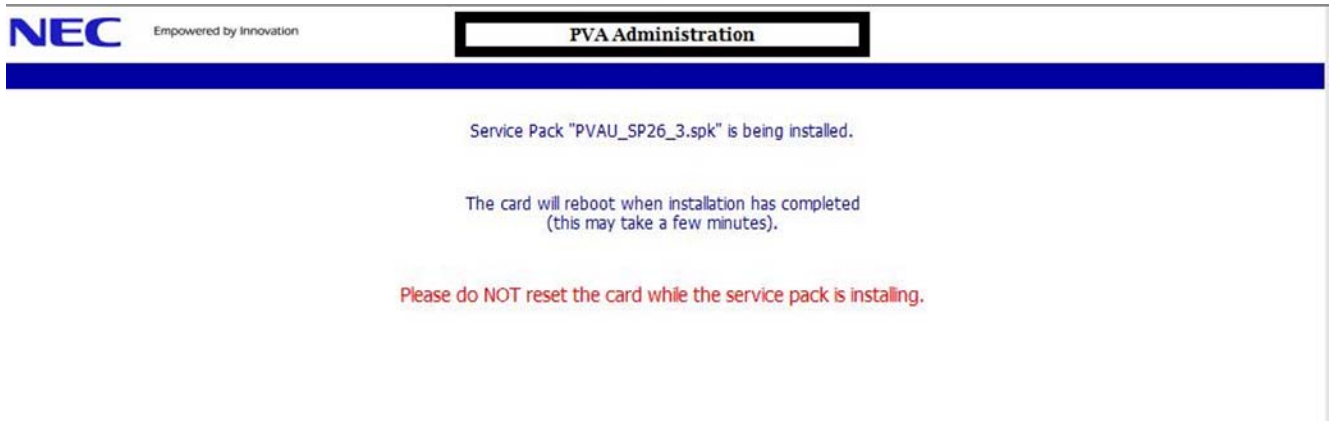 NEC Empowered by Innovation PVA Administration
Service Pack "PVAU_SP26_3.spk" is being installed.
The card will reboot when installation has completed
(this may take a few minutes).
Please do NOT reset the card while the service pack is installing.